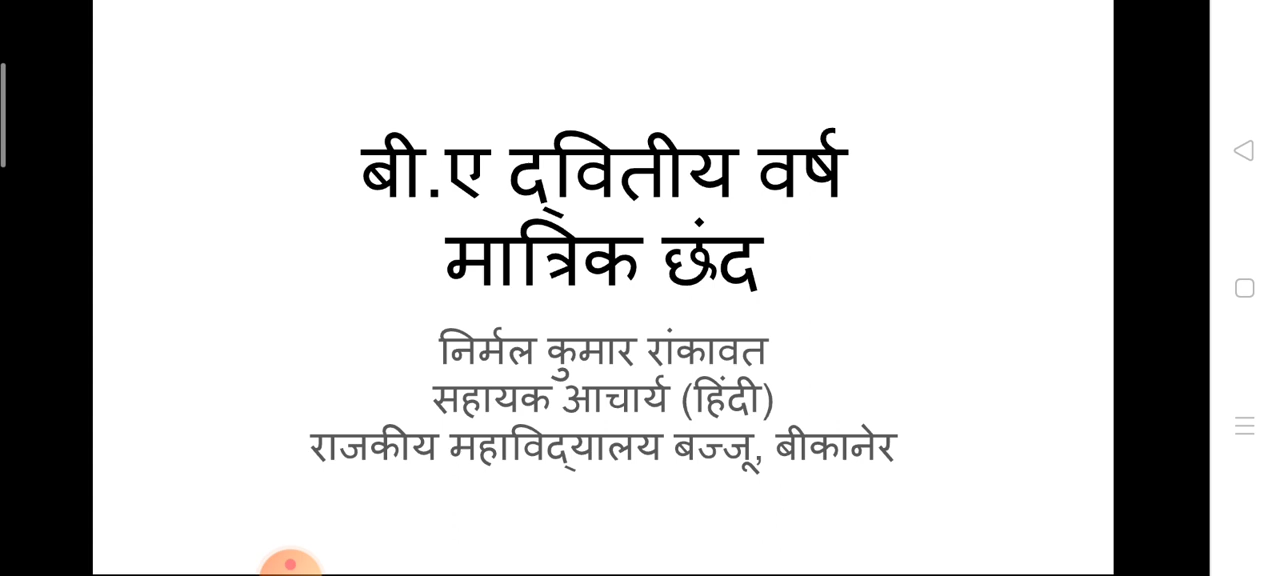 बी.ए द्वितीय वर्ष
मात्रिक छंद
निर्मल कुमार रांकावत
सहायक आचार्य (हिंदी)
राजकीय महाविद्यालय बज्जू, बीकानेर